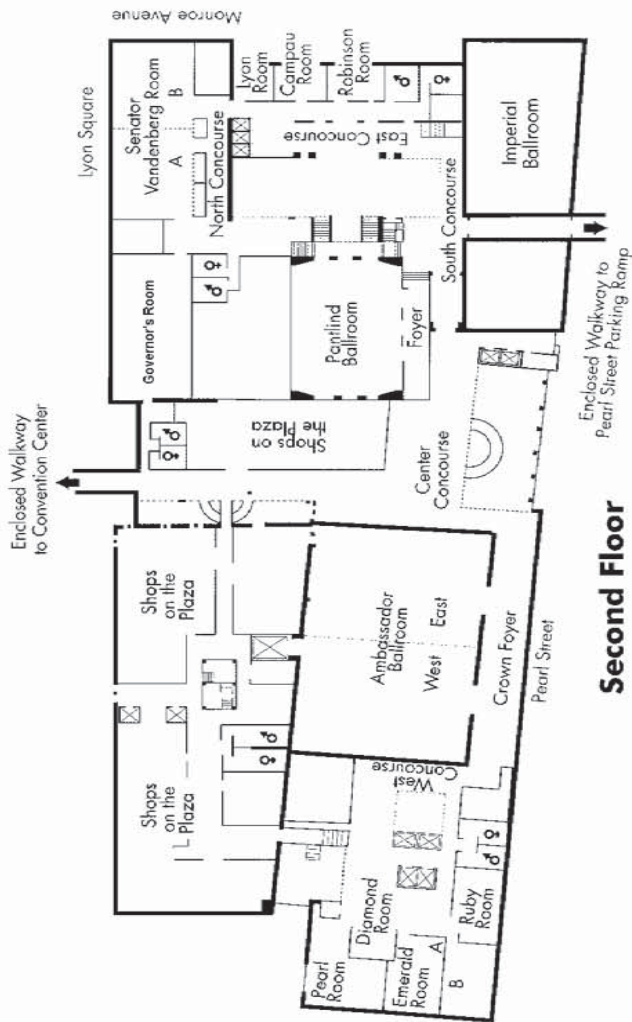 Monroe Avenue
Lyon Square
Enclosed Walkway
to Convention Center
Shops
on the
Plaza
Shops
on the
Plaza
Governor's Room
Senator
Vandenberg Room
A
B
North Concourse
Lyon
Room
Campau
Room
Robinson
Room
East Concourse
Shops on
the Plaza
Pantlind
Ballroom
Foyer
South Concourse
Imperial
Ballroom
Enclosed Walkway to
Pearl Street Parking Ramp
Center
Concourse
Ambassador
Ballroom
West
East
Crown Foyer
Pearl Street
West
Concourse
Pearl
Room
Diamond
Room
Emerald
Room
A
B
Ruby
Room
Second Floor